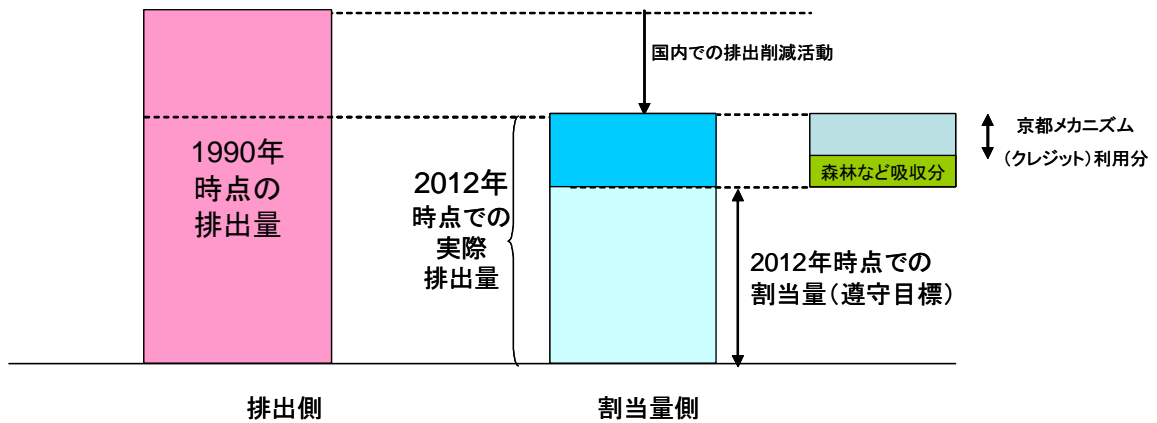 国内での排出削減活動
1990年
時点の
排出量
2012年
時点での
実際
排出量
京都メカニズム
(クレジット)利用分
森林など吸収分
2012年時点での
割当量(遵守目標)
排出側
割当量側